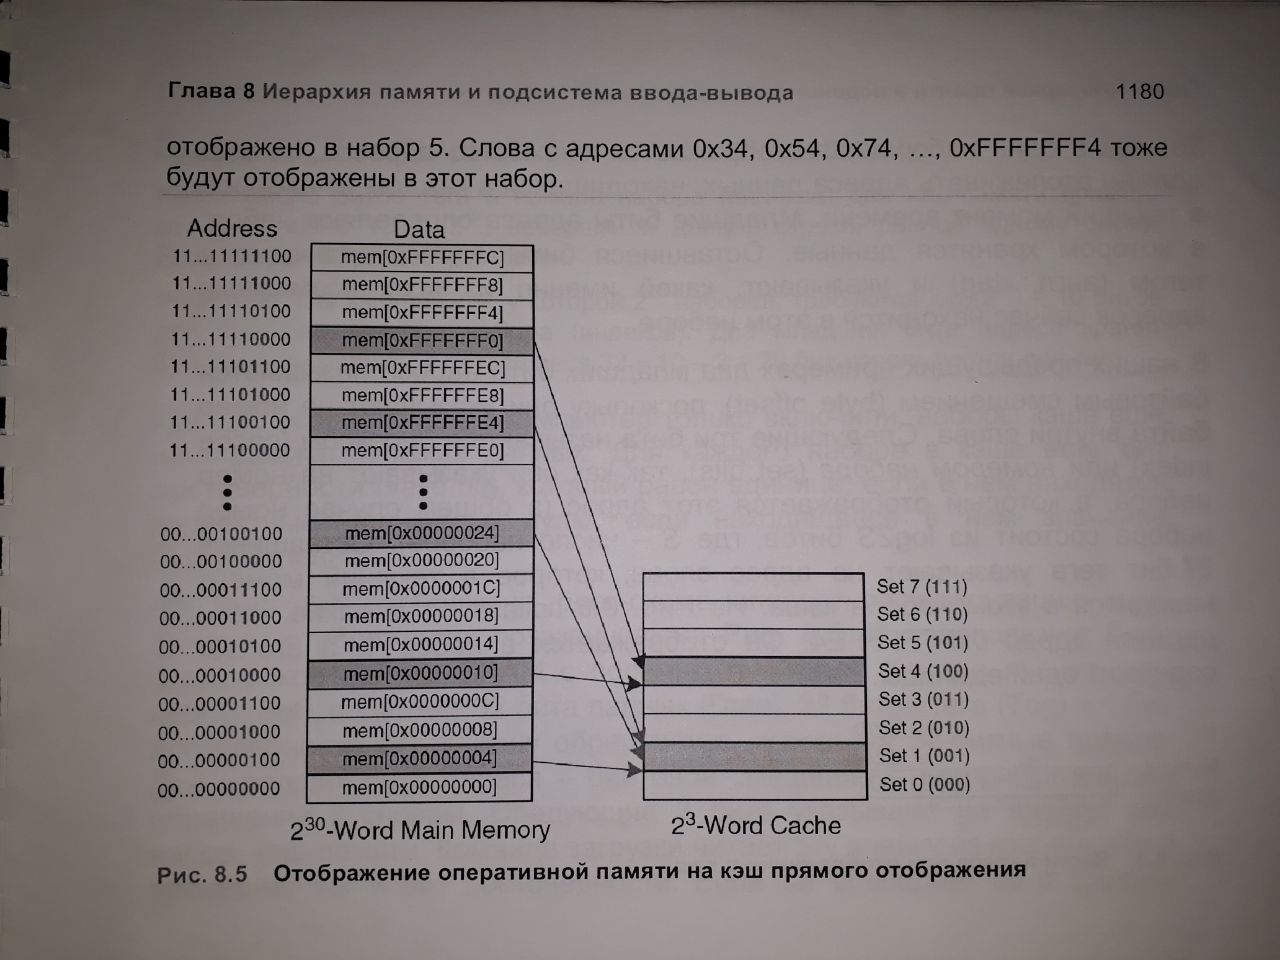 Глава 8 Иерархия памяти и подсистема ввода-вывода 1180
отображено в набор 5. Слова с адресами 0x34, 0x54, 0x74, …, 0xFFFFFFF4 тоже
будут отображены в этот набор.
Address Data
11...11111100 mem[0xFFFFFFFC]
11...11111000 mem[0xFFFFFFF8]
11...11110100 mem[0xFFFFFFF4]
11...11110000 mem[0xFFFFFFF0]
11...11101100 mem[0xFFFFFFEC]
11...11101000 mem[0xFFFFFFE8]
11...11100100 mem[0xFFFFFFE4]
11...11100000 mem[0xFFFFFFE0]
00...00100100 mem[0x00000024]
00...00100000 mem[0x00000020]
00...00011100 mem[0x0000001C] Set 7 (111)
00...00011000 mem[0x00000018] Set 6 (110)
00...00010100 mem[0x00000014] Set 5 (101)
00...00010000 mem[0x00000010] Set 4 (100)
00...00001100 mem[0x0000000C] Set 3 (011)
00...00001000 mem[0x00000008] Set 2 (010)
00...00000100 mem[0x00000004] Set 1 (001)
00...00000000 mem[0x00000000] Set 0 (000)
2³⁰-Word Main Memory 2³-Word Cache
Рис. 8.5 Отображение оперативной памяти на кэш прямого отображения